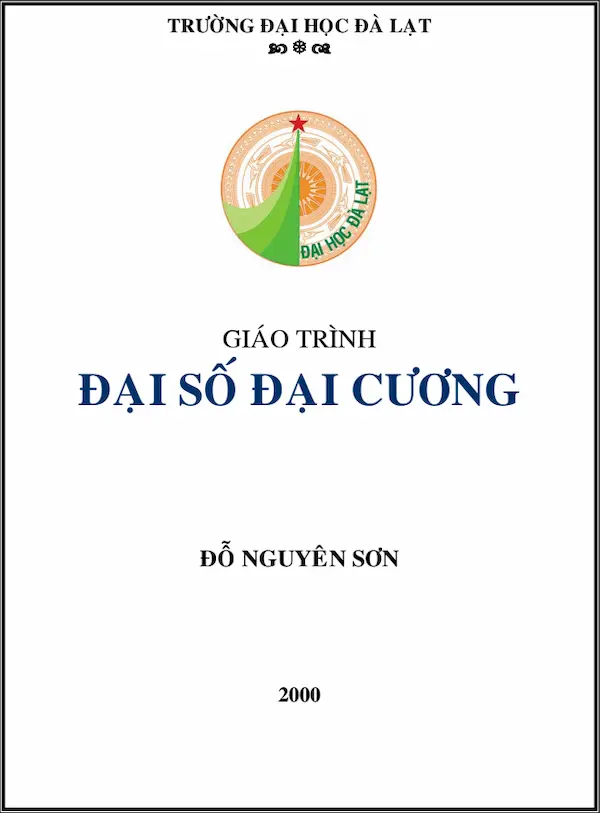 TRƯỜNG ĐẠI HỌC ĐÀ LẠT
ĐẠI HỌC ĐÀ LẠT
GIÁO TRÌNH
ĐẠI SỐ ĐẠI CƯƠNG
ĐỖ NGUYÊN SƠN
2000